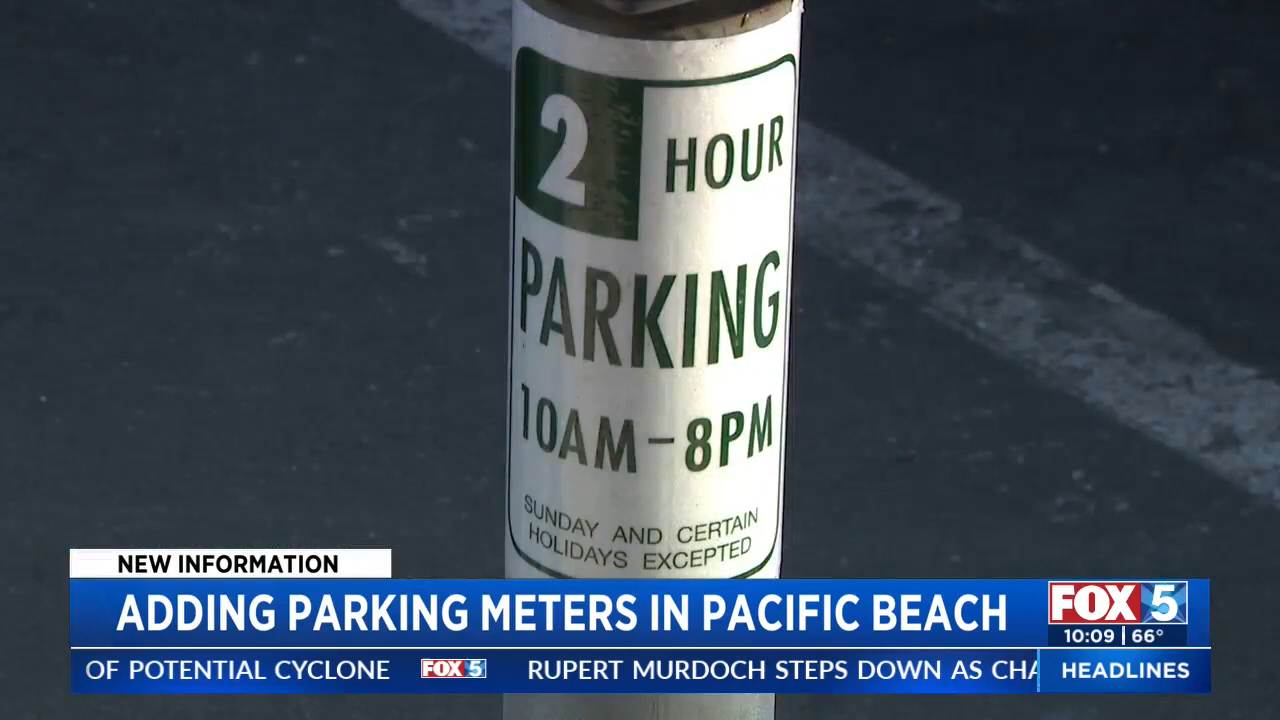 2 HOUR
PARKING
10AM-8PM
SUNDAY AND CERTAIN
HOLIDAYS EXCEPTED
NEW INFORMATION
ADDING PARKING METERS IN PACIFIC BEACH
FOX 5
10:09 | 66°
OF POTENTIAL CYCLONE FOX 5 RUPERT MURDOCH STEPS DOWN AS
HEADLINES